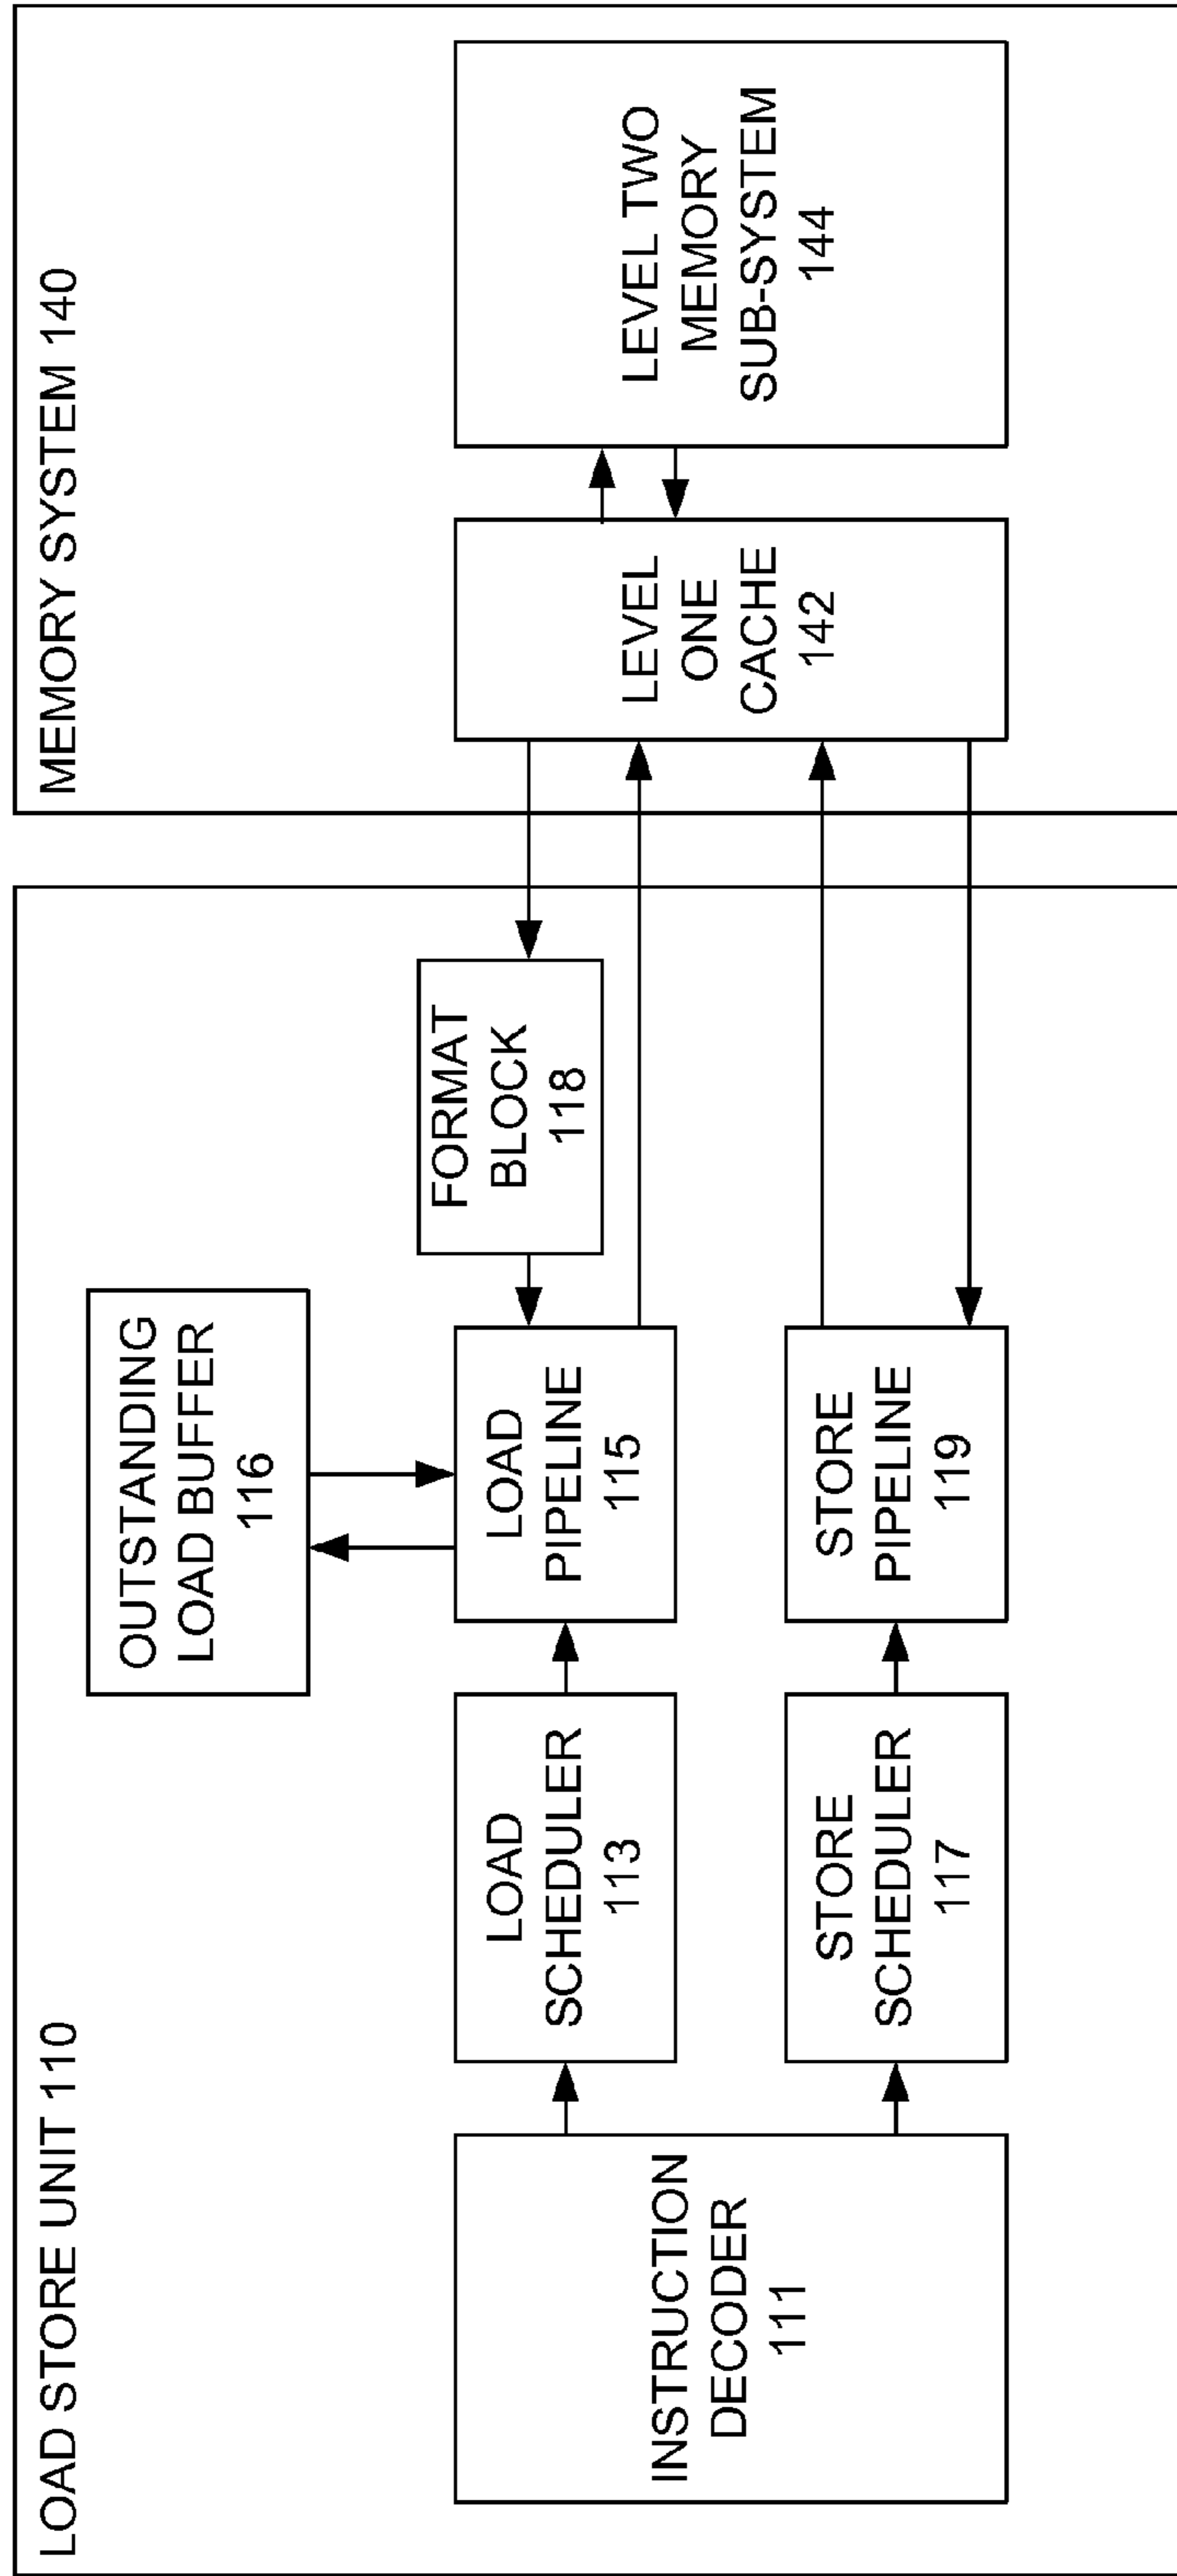 LOAD STORE UNIT 110
INSTRUCTION
DECODER
111
LOAD
SCHEDULER
113
STORE
SCHEDULER
117
OUTSTANDING
LOAD BUFFER
116
LOAD
PIPELINE
115
STORE
PIPELINE
119
FORMAT
BLOCK
118
MEMORY SYSTEM 140
LEVEL
ONE
CACHE
142
LEVEL TWO
MEMORY
SUB-SYSTEM
144